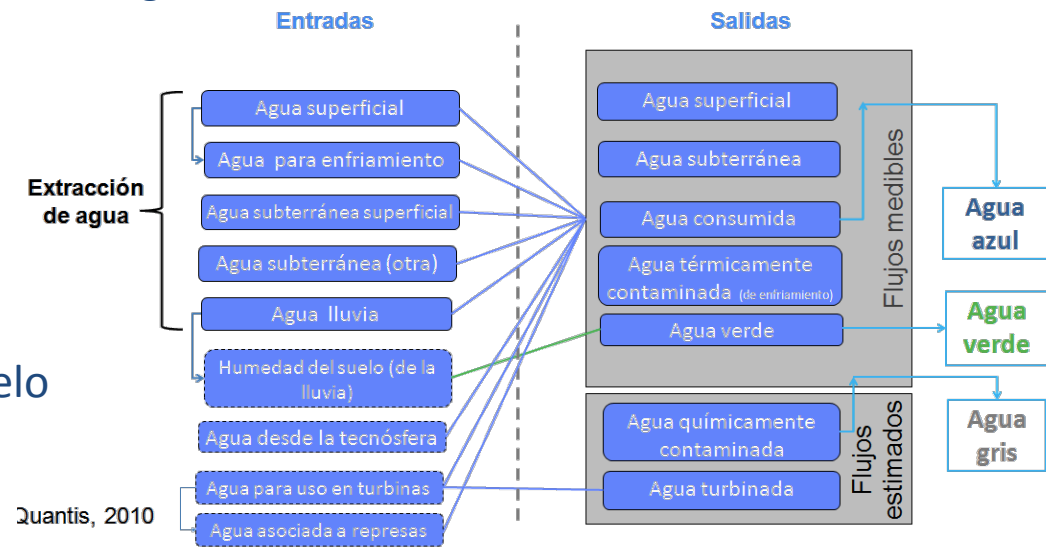 Entradas
Salidas
Extracción
de agua
Agua superficial
Agua para enfriamiento
Agua subterránea superficial
Agua subterránea (otra)
Agua lluvia
Humedad del suelo (de la
lluvia)
Agua desde la tecnósfera
Agua para uso en turbinas
Agua asociada a represas
elo
Quantis, 2010
Agua superficial
Agua subterránea
Agua consumida
Agua térmicamente
contaminada (de enfriamiento)
Agua verde
Flujos medibles
Agua químicamente
contaminada
Agua turbinada
Flujos
estimados
Agua
azul
Agua
verde
Agua
gris